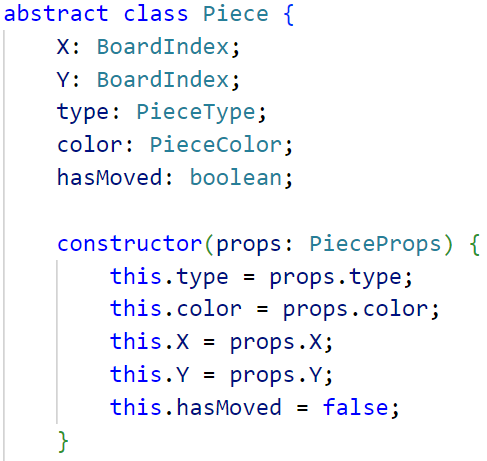 abstract class Piece {
    X: BoardIndex;
    Y: BoardIndex;
    type: PieceType;
    color: PieceColor;
    hasMoved: boolean;

    constructor(props: PieceProps) {
        this.type = props.type;
        this.color = props.color;
        this.X = props.X;
        this.Y = props.Y;
        this.hasMoved = false;
    }